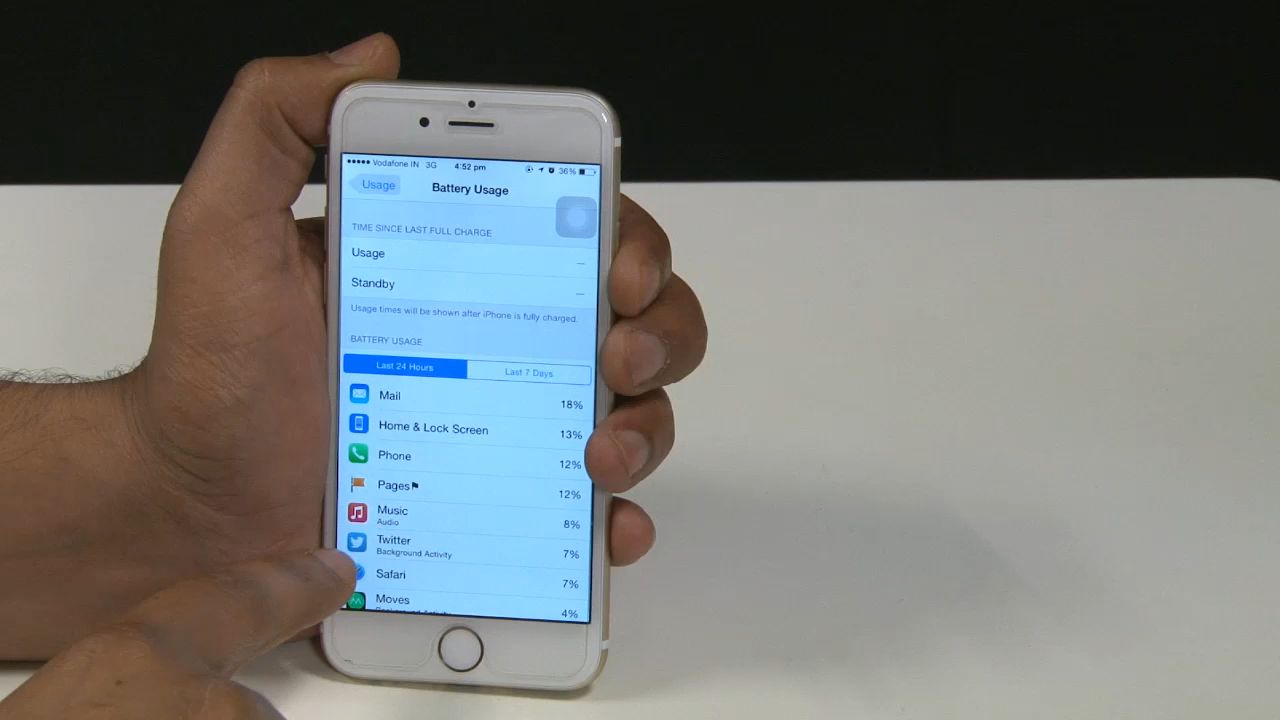 Vodafone IN 3G 4:52 pm 36%
Usage Battery Usage
TIME SINCE LAST FULL CHARGE
Usage –
Standby –
Usage times will be shown after iPhone is fully charged.
BATTERY USAGE
Last 24 Hours Last 7 Days
Mail 18%
Home & Lock Screen 13%
Phone 12%
Pages 12%
Music 8%
Audio
Twitter 7%
Background Activity
Safari 7%
Moves 4%
Background Activity